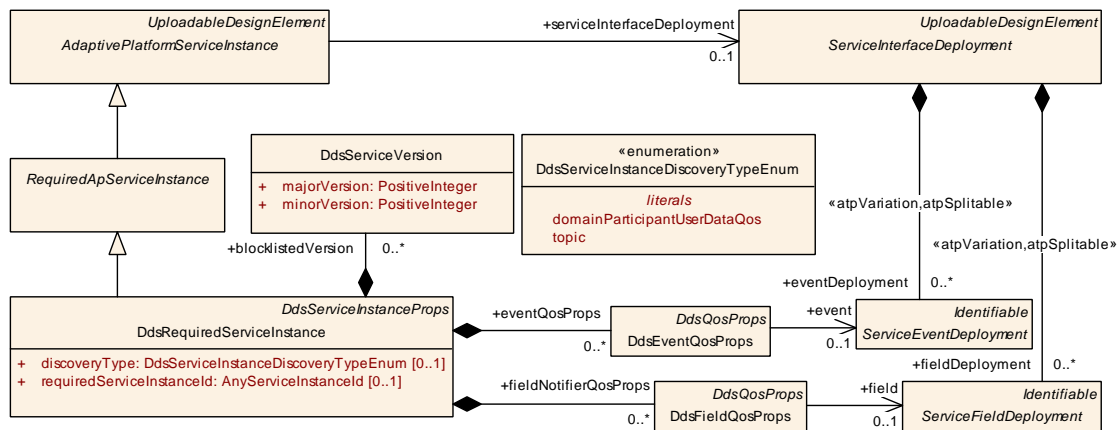 UploadableDesignElement
AdaptivePlatformServiceInstance
+serviceInterfaceDeployment
0..1
UploadableDesignElement
ServiceInterfaceDeployment
RequiredApServiceInstance
DdsServiceVersion
+ majorVersion: PositiveInteger
+ minorVersion: PositiveInteger
«enumeration»
DdsServiceInstanceDiscoveryTypeEnum
literals
domainParticipantUserDataQos
topic
«atpVariation,atpSplitable»
«atpVariation,atpSplitable»
+blocklistedVersion
0..*
+eventDeployment
0..*
DdsServiceInstanceProps
DdsRequiredServiceInstance
+ discoveryType: DdsServiceInstanceDiscoveryTypeEnum [0..1]
+ requiredServiceInstanceId: AnyServiceInstanceId [0..1]
+eventQosProps
0..*
DdsQosProps
DdsEventQosProps
+event
0..1
Identifiable
ServiceEventDeployment
+fieldDeployment
0..*
+fieldNotifierQosProps
0..*
DdsQosProps
DdsFieldQosProps
+field
0..1
Identifiable
ServiceFieldDeployment